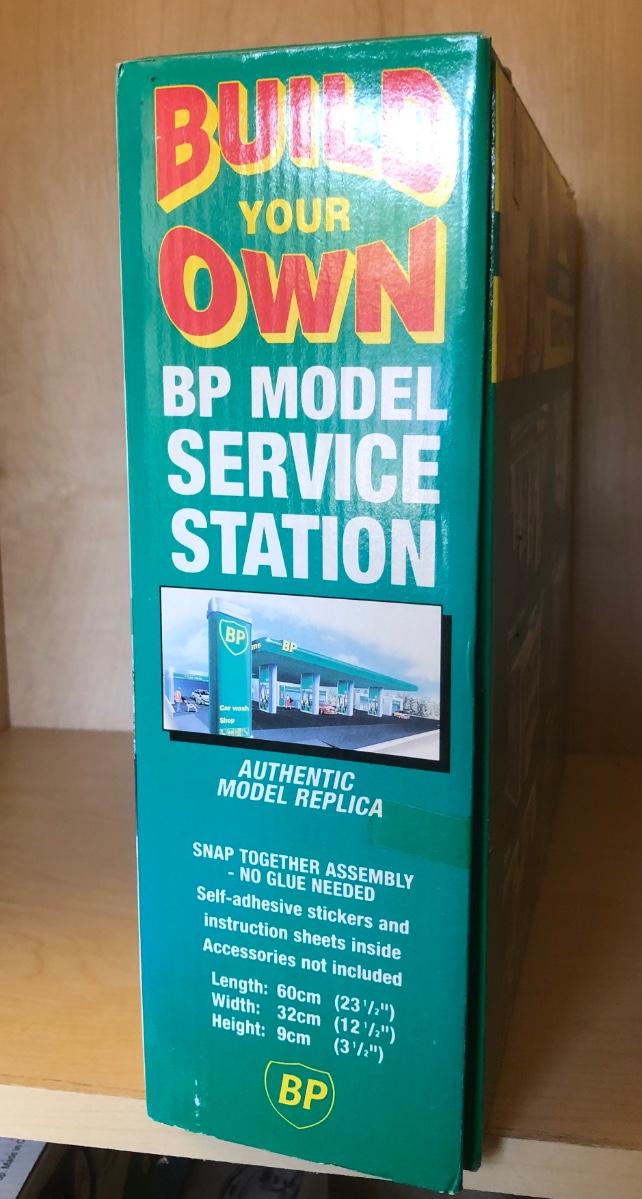 BUILD
YOUR
OWN
BP MODEL
SERVICE
STATION
BP
BP
Car wash
Shop
AUTHENTIC
MODEL REPLICA
SNAP TOGETHER ASSEMBLY
- NO GLUE NEEDED
Self-adhesive stickers and
instruction sheets inside
Accessories not included
Length: 60cm (23 1/2")
Width: 32cm (12 1/2")
Height: 9cm (3 1/2")
BP